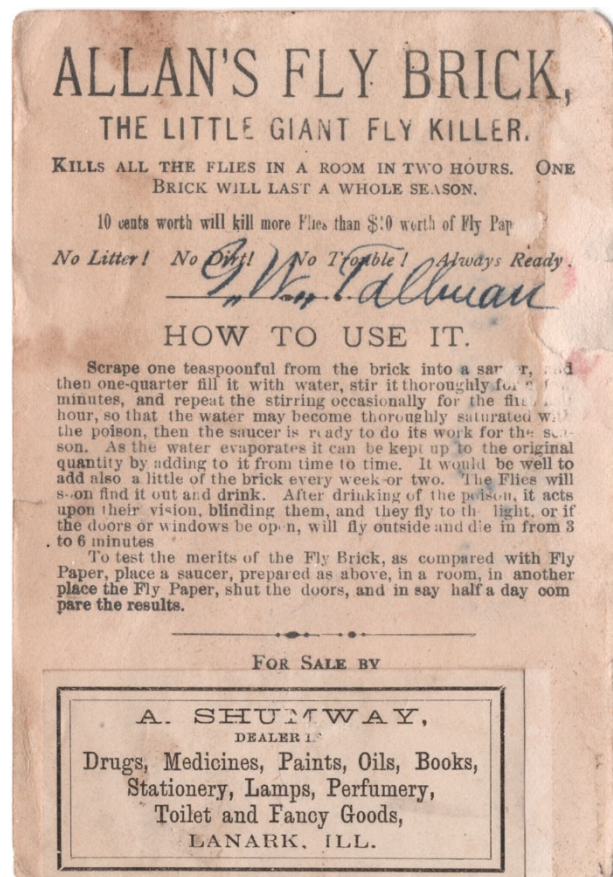 ALLAN'S FLY BRICK,
THE LITTLE GIANT FLY KILLER.
KILLS ALL THE FLIES IN A ROOM IN TWO HOURS. ONE
BRICK WILL LAST A WHOLE SEASON.
10 cents worth will kill more Flies than $10 worth of Fly Pap
No Litter! No Dirt! No Trouble! Always Ready.
G. W. Tallman
HOW TO USE IT.
Scrape one teaspoonful from the brick into a
then one-quarter fill it with water, stir it thoroughly for
minutes, and repeat the stirring occasionally for the
hour, so that the water may become thoroughly saturated with
the poison, then the saucer is ready to do its work for the sea-
son. As the water evaporates it can be kept up to the original
quantity by adding to it from time to time. It would be well to
add also a little of the brick every week or two. The Flies will
soon find it out and drink. After drinking of the poison, it acts
upon their vision, blinding them, and they fly to the light, or if
the doors or windows be open, will fly outside and die in from 3
to 6 minutes
To test the merits of the Fly Brick, as compared with Fly
Paper, place a saucer, prepared as above, in a room, in another
place the Fly Paper, shut the doors, and in say half a day com
pare the results.
FOR SALE BY
A. SHUMWAY,
DEALER IN
Drugs, Medicines, Paints, Oils, Books,
Stationery, Lamps, Perfumery,
Toilet and Fancy Goods,
LANARK, ILL.